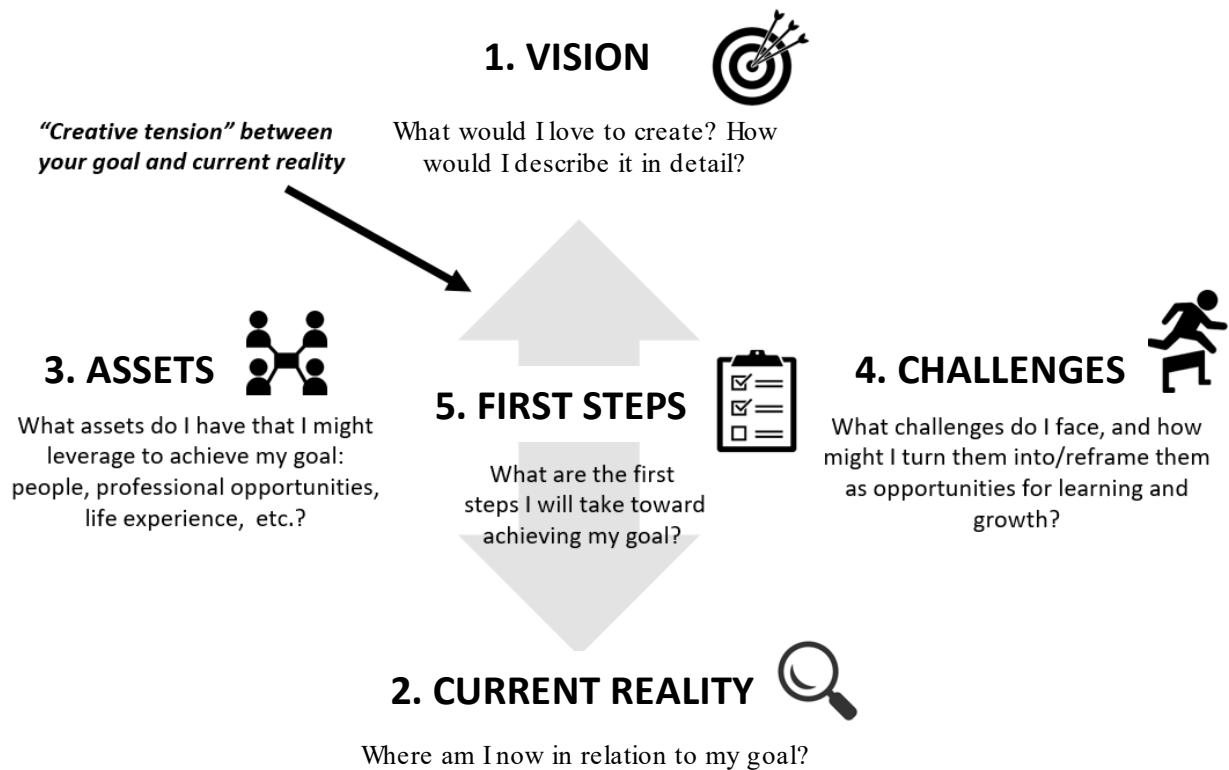 1. VISION
What would I love to create? How
would I describe it in detail?
“Creative tension” between
your goal and current reality
3. ASSETS
What assets do I have that I might
leverage to achieve my goal:
people, professional opportunities,
life experience, etc.?
5. FIRST STEPS
What are the first
steps I will take toward
achieving my goal?
4. CHALLENGES
What challenges do I face, and how
might I turn them into/reframe them
as opportunities for learning and
growth?
2. CURRENT REALITY
Where am I now in relation to my goal?